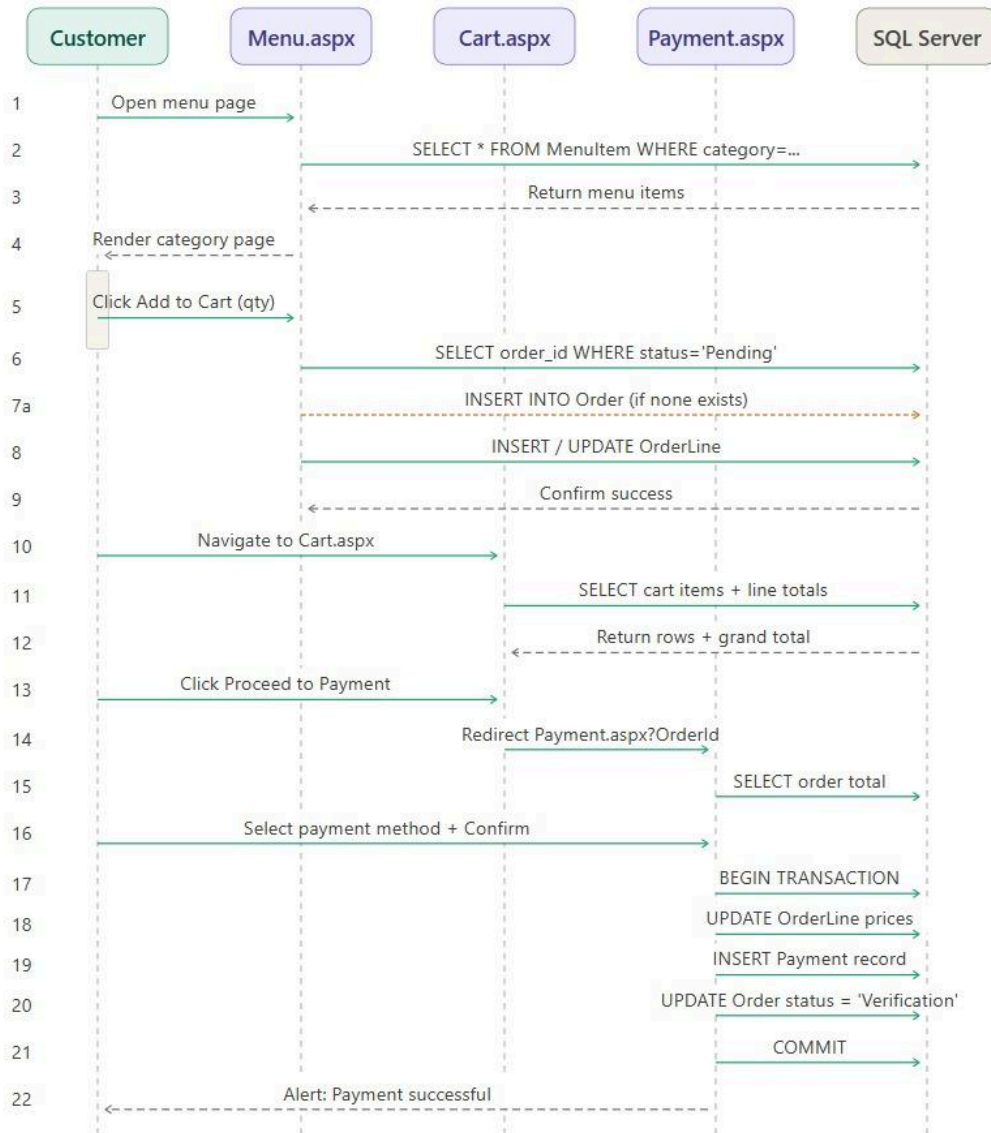 Customer Menu.aspx Cart.aspx Payment.aspx SQL Server
1 Open menu page
2 SELECT * FROM MenuItem WHERE category=...
3 Return menu items
4 Render category page
5 Click Add to Cart (qty)
6 SELECT order_id WHERE status='Pending'
7a INSERT INTO Order (if none exists)
8 INSERT / UPDATE OrderLine
9 Confirm success
10 Navigate to Cart.aspx
11 SELECT cart items + line totals
12 Return rows + grand total
13 Click Proceed to Payment
14 Redirect Payment.aspx?OrderId
15 SELECT order total
16 Select payment method + Confirm
17 BEGIN TRANSACTION
18 UPDATE OrderLine prices
19 INSERT Payment record
20 UPDATE Order status = 'Verification'
21 COMMIT
22 Alert: Payment successful